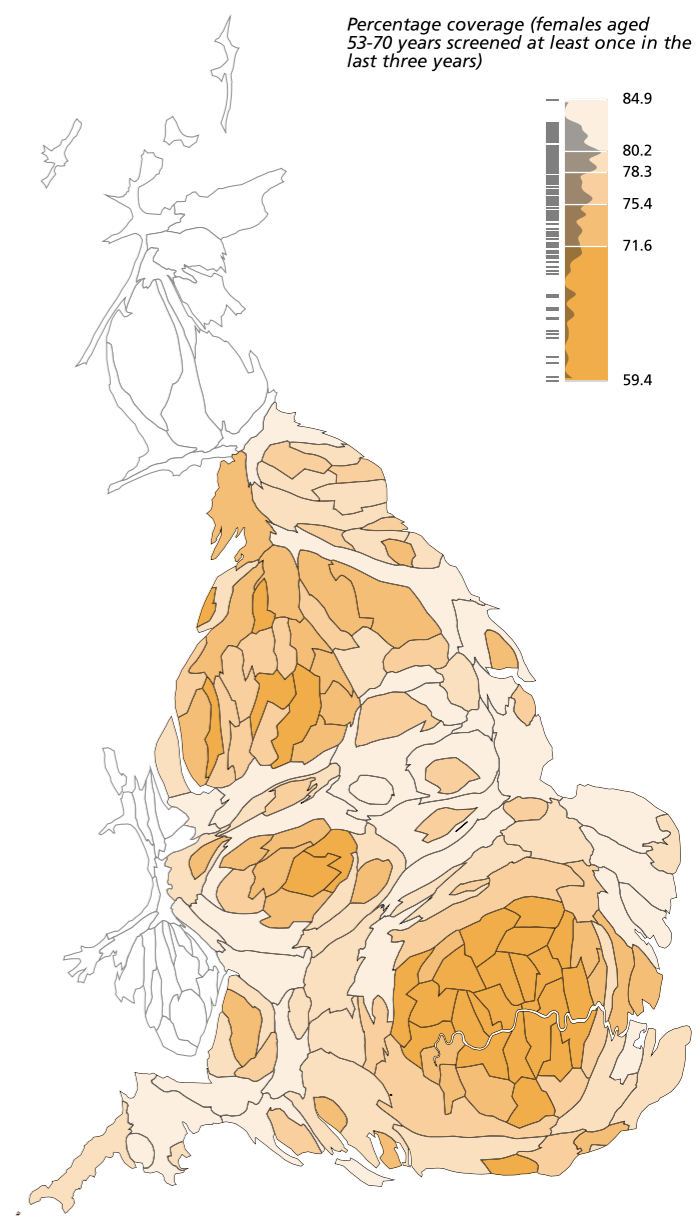 Percentage coverage (females aged
53-70 years screened at least once in the
last three years)
84.9
80.2
78.3
75.4
71.6
59.4